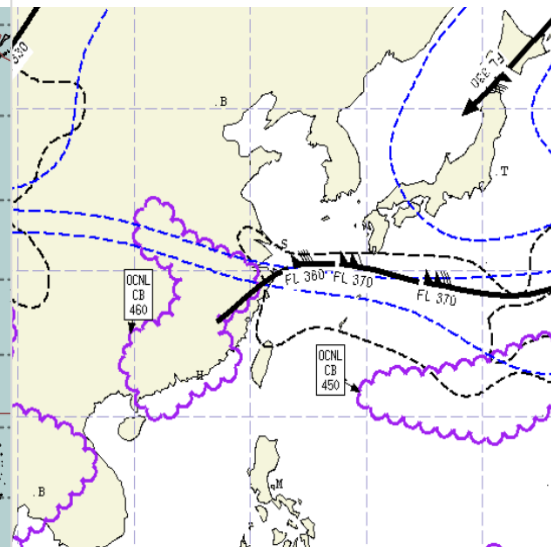 330
FL 330
.B
.T
S
FL 360
FL 370
FL 370
OCNL
CB
460
OCNL
CB
450
H
.B
.M